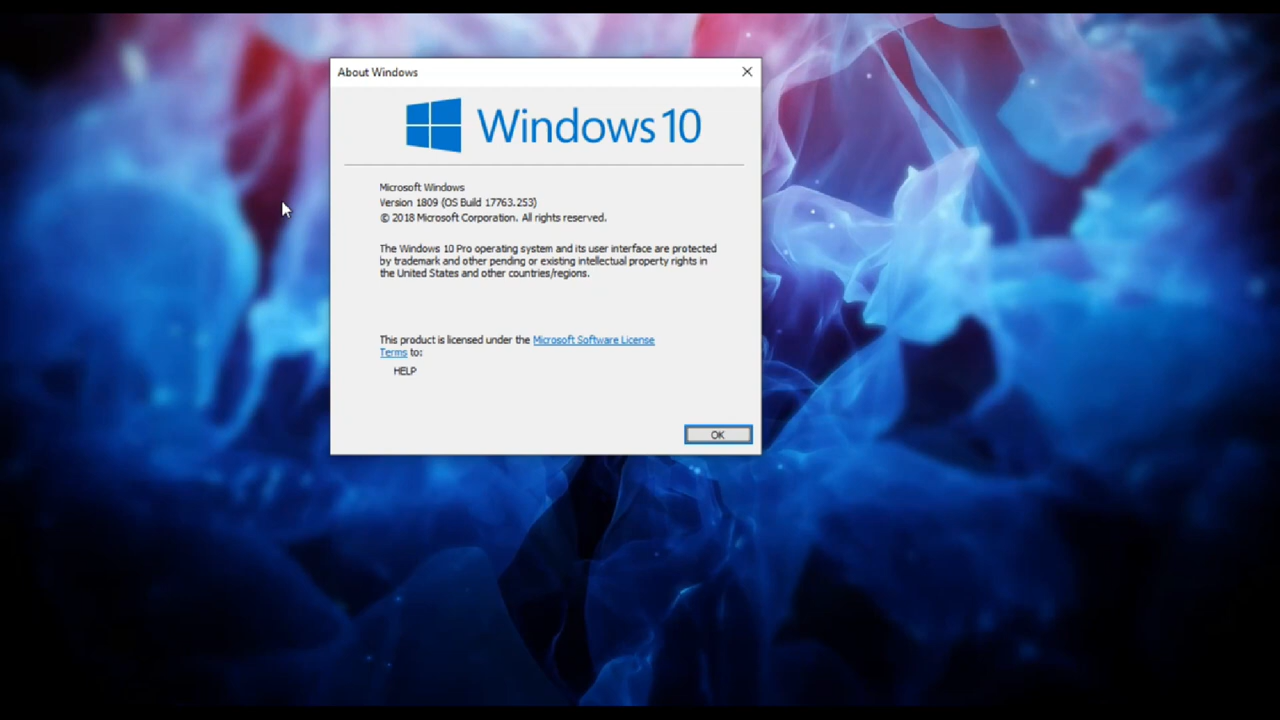 About Windows
Windows 10
Microsoft Windows
Version 1809 (OS Build 17763.253)
© 2018 Microsoft Corporation. All rights reserved.
The Windows 10 Pro operating system and its user interface are protected
by trademark and other pending or existing intellectual property rights in
the United States and other countries/regions.
This product is licensed under the Microsoft Software License
Terms to:
HELP
OK